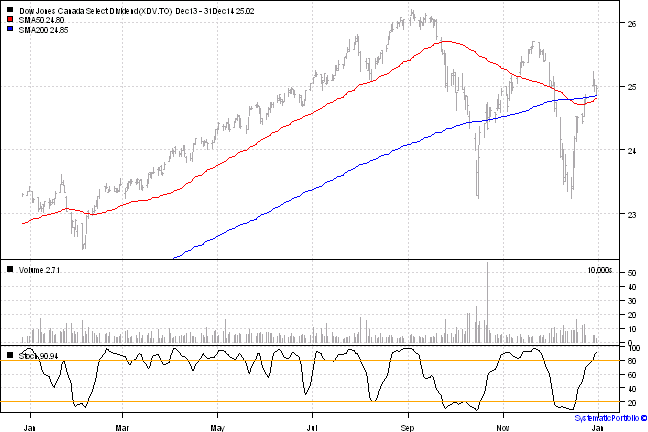 Dow Jones Canada Select Dividend(XDV.TO) Dec13 - 31Dec14 25.02
SMA50 24.80
SMA200 24.85
26
25
24
23
Volume 2.71
10,000s
50
40
30
20
10
0
Stoch 90.94
100
80
60
40
20
Jan Mar May Jul Sep Nov Jan
SystematicPortfolio ©